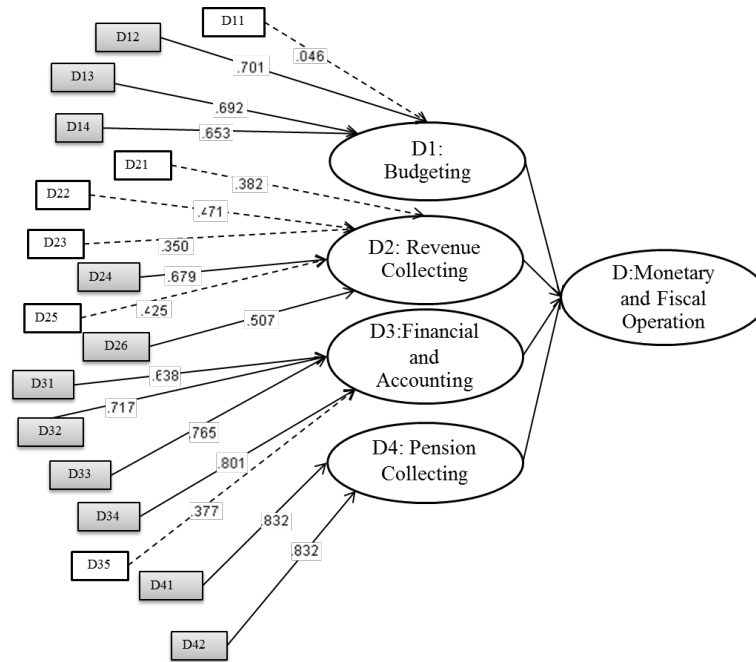 D11
D12
.046
.701
D13
.692
D14
.653
D1:
Budgeting
D21
.382
D22
.471
D23
.350
D24
.679
D2: Revenue
Collecting
D25
.425
D26
.507
D:Monetary
and Fiscal
Operation
D31
.638
D32
.717
D3:Financial
and
Accounting
D33
.765
D34
.801
D35
.377
D4: Pension
Collecting
D41
.832
D42
.832